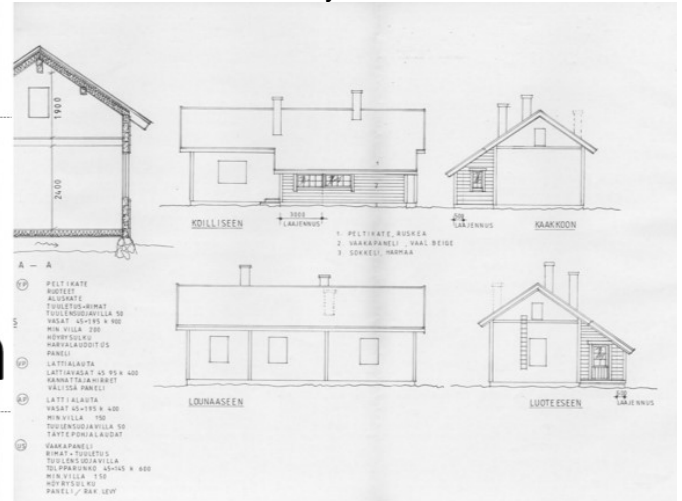 1900
2400
A - A
YP PELTIKATE
RUOTEET
ALUSKATE
TUULETUS-RIMAT
TUULENSUOJAVILLA 50
VASAT 45×195 K 900
MIN VILLA 200
HÖYRYSULKU
HARVALAUDOITUS
PANELI
LATTIALAUTA
LATTIAVASAT 45 95 K 400
KANNATTAJAHIRRET
VÄLISSÄ PANELI
AP LATTIALAUTA
VASAT 45×195 K 400
MIN.VILLA 150
TUULENSUOJAVILLA 50
TÄYTEPOHJALAUDAT
US VAAKAPANELI
RIMAT + TUULETUS
TUULENSUOJAVILLA
TOLPPARUNKO 45×145 K 600
MIN VILLA 150
HÖYRYSULKU
PANELI / RAK. LEVY
KOILLISEEN
3000
LAAJENNUS
1
2
1. PELTIKATE, RUSKEA
2 VAAKAPANELI, VAAL. BEIGE
3 SOKKELI, HARMAA
LAAJENNUS
KAAKKOON
LOUNAASEEN
LUOTEESEEN
LAAJENNUS